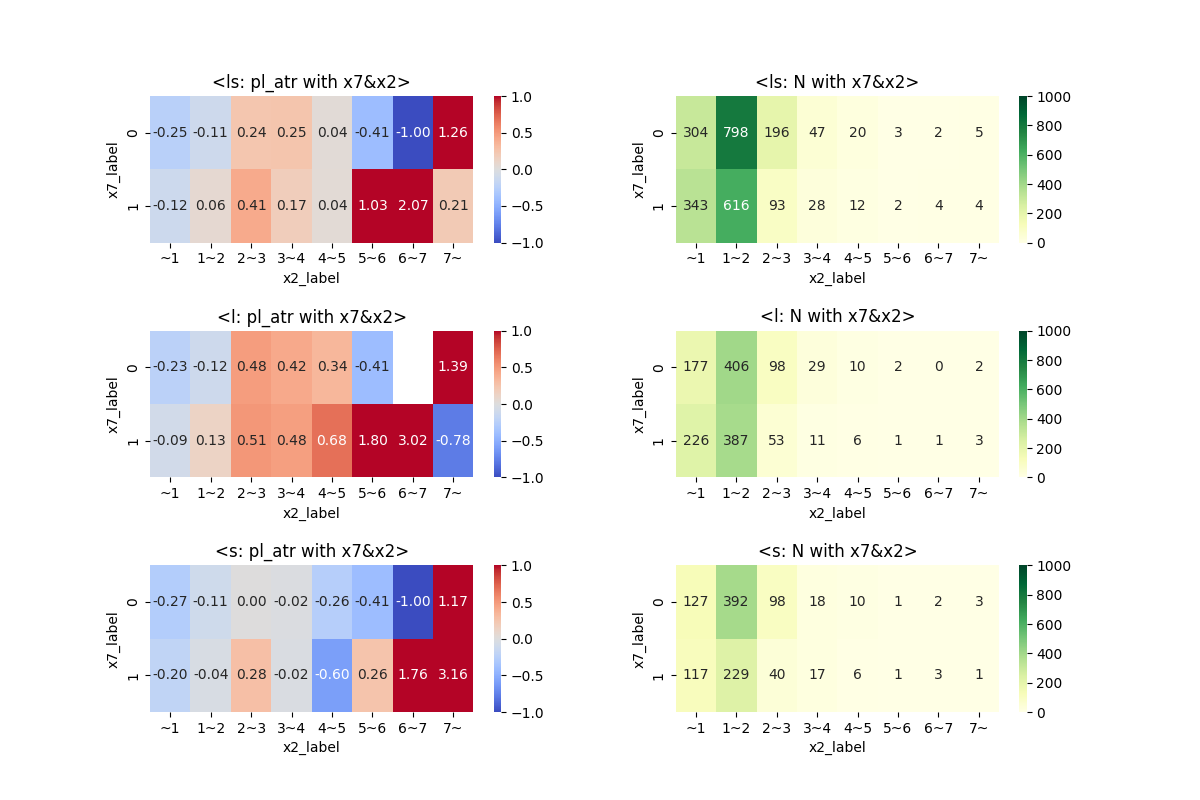 <ls: pl_atr with x7&x2>
x7_label
0
-0.25 -0.11 0.24 0.25 0.04 -0.41 -1.00 1.26
1
-0.12 0.06 0.41 0.17 0.04 1.03 2.07 0.21
~1 1~2 2~3 3~4 4~5 5~6 6~7 7~
x2_label
1.0
0.5
0.0
−0.5
−1.0
<ls: N with x7&x2>
x7_label
0
304 798 196 47 20 3 2 5
1
343 616 93 28 12 2 4 4
~1 1~2 2~3 3~4 4~5 5~6 6~7 7~
x2_label
1000
800
600
400
200
0
<l: pl_atr with x7&x2>
x7_label
0
-0.23 -0.12 0.48 0.42 0.34 -0.41 1.39
1
-0.09 0.13 0.51 0.48 0.68 1.80 3.02 -0.78
~1 1~2 2~3 3~4 4~5 5~6 6~7 7~
x2_label
1.0
0.5
0.0
−0.5
−1.0
<l: N with x7&x2>
x7_label
0
177 406 98 29 10 2 0 2
1
226 387 53 11 6 1 1 3
~1 1~2 2~3 3~4 4~5 5~6 6~7 7~
x2_label
1000
800
600
400
200
0
<s: pl_atr with x7&x2>
x7_label
0
-0.27 -0.11 0.00 -0.02 -0.26 -0.41 -1.00 1.17
1
-0.20 -0.04 0.28 -0.02 -0.60 0.26 1.76 3.16
~1 1~2 2~3 3~4 4~5 5~6 6~7 7~
x2_label
1.0
0.5
0.0
−0.5
−1.0
<s: N with x7&x2>
x7_label
0
127 392 98 18 10 1 2 3
1
117 229 40 17 6 1 3 1
~1 1~2 2~3 3~4 4~5 5~6 6~7 7~
x2_label
1000
800
600
400
200
0